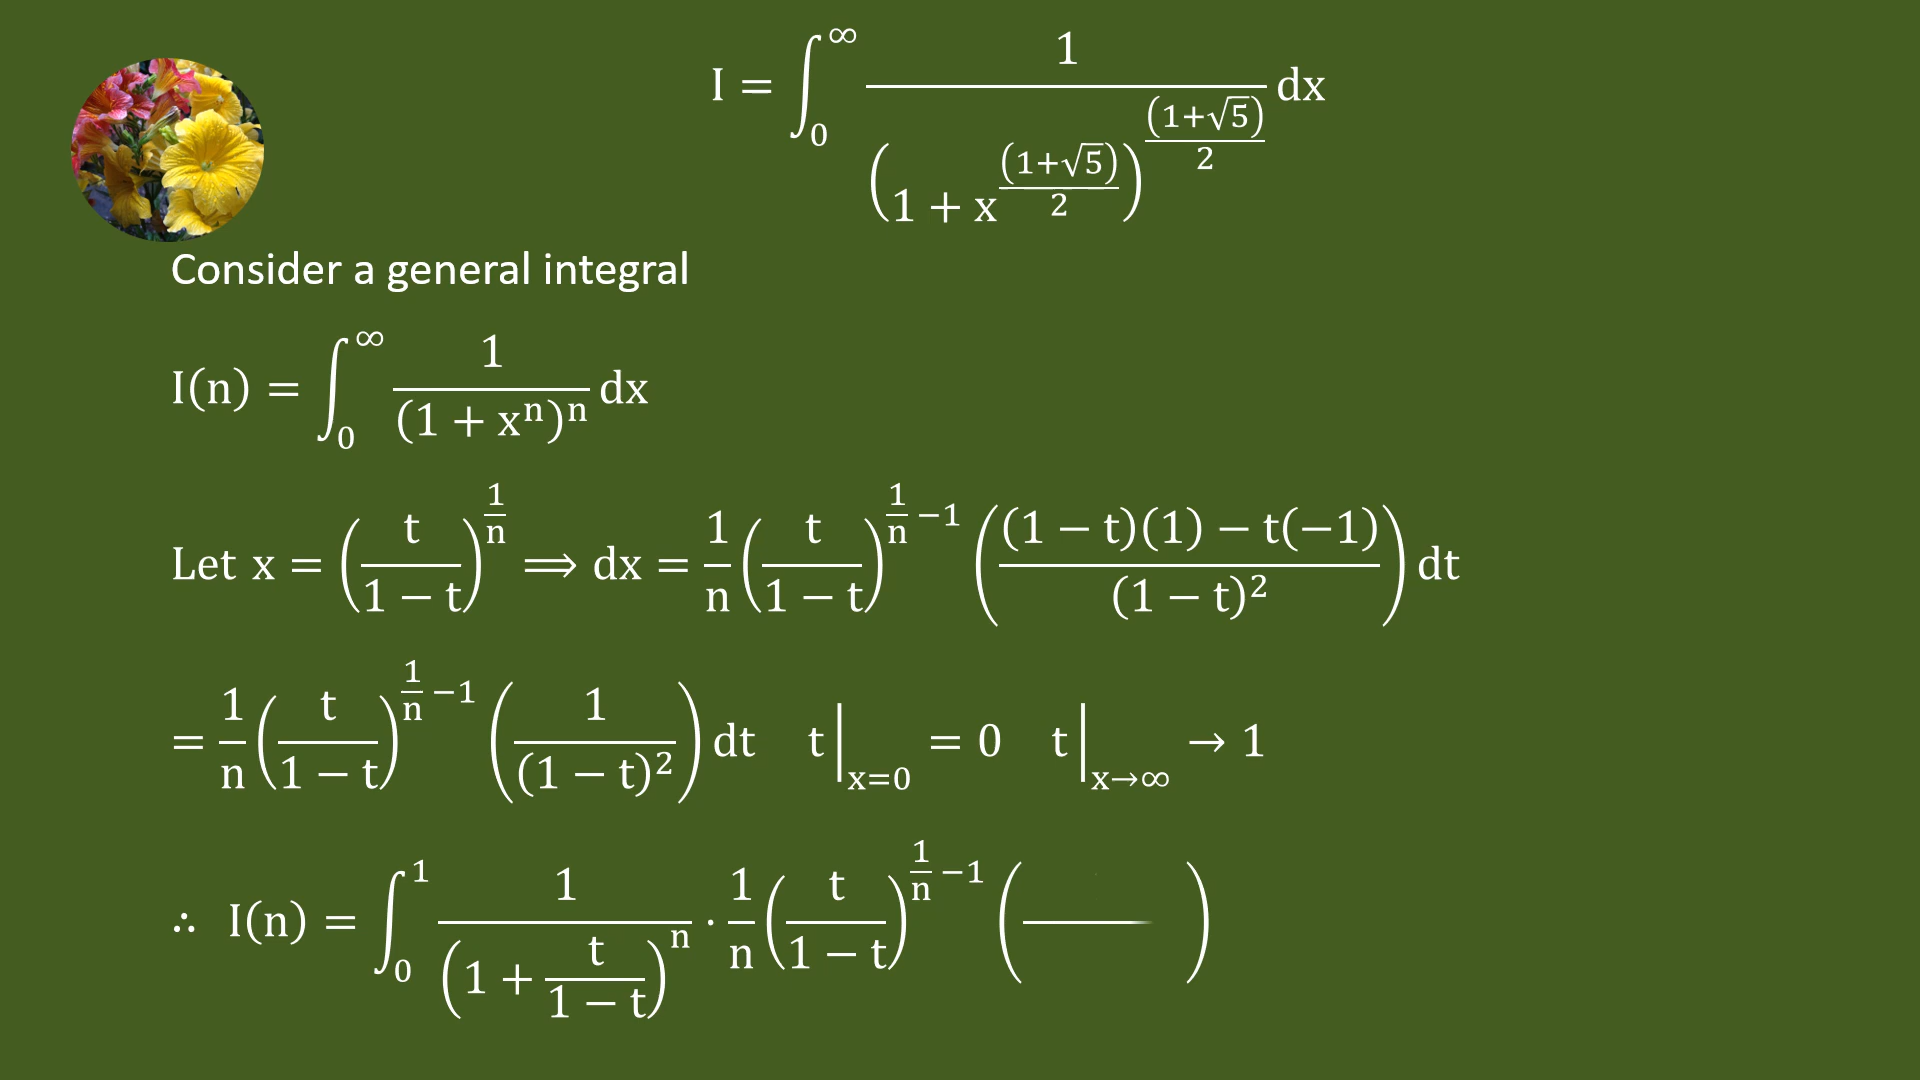 I = ∫₀^∞ 1/(1 + x^((1+√5)/2))^((1+√5)/2) dx
Consider a general integral
I(n) = ∫₀^∞ 1/(1 + xⁿ)ⁿ dx
Let x = (t/(1 − t))^(1/n) ⟹ dx = 1/n (t/(1 − t))^(1/n −1) (((1 − t)(1) − t(−1))/(1 − t)²) dt
= 1/n (t/(1 − t))^(1/n −1) (1/(1 − t)²) dt t|ₓ₌₀ = 0 t|_(x→∞) → 1
∴ I(n) = ∫₀¹ 1/(1 + t/(1 − t))ⁿ · 1/n (t/(1 − t))^(1/n −1) ( )